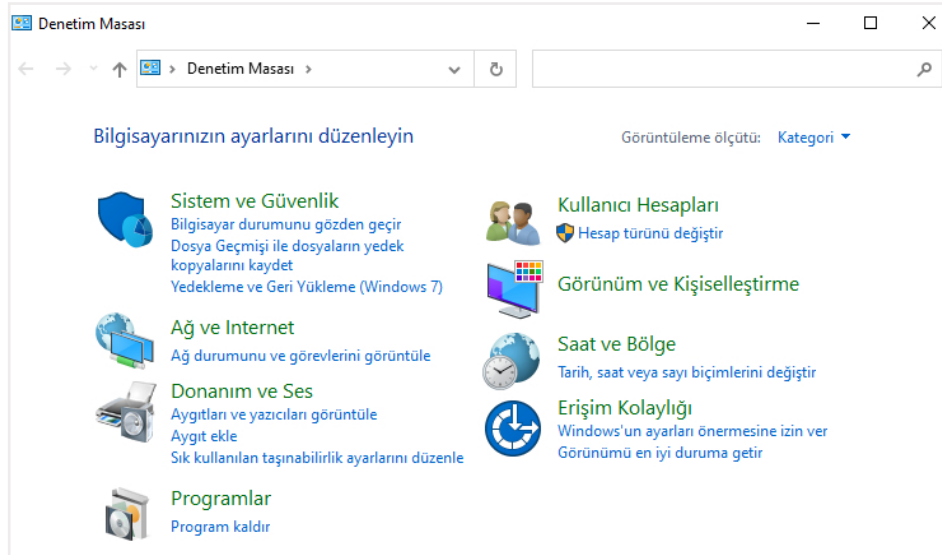 Denetim Masası
Denetim Masası
Bilgisayarınızın ayarlarını düzenleyin
Görüntüleme ölçütü: Kategori
Sistem ve Güvenlik
Bilgisayar durumunu gözden geçir
Dosya Geçmişi ile dosyaların yedek
kopyalarını kaydet
Yedekleme ve Geri Yükleme (Windows 7)
Ağ ve Internet
Ağ durumunu ve görevlerini görüntüle
Donanım ve Ses
Aygıtları ve yazıcıları görüntüle
Aygıt ekle
Sık kullanılan taşınabilirlik ayarlarını düzenle
Programlar
Program kaldır
Kullanıcı Hesapları
Hesap türünü değiştir
Görünüm ve Kişiselleştirme
Saat ve Bölge
Tarih, saat veya sayı biçimlerini değiştir
Erişim Kolaylığı
Windows'un ayarları önermesine izin ver
Görünümü en iyi duruma getir